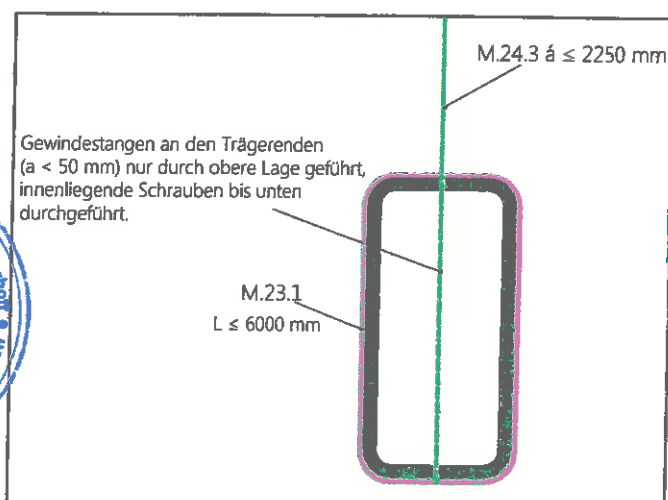 M.24.3 á ≤ 2250 mm
Gewindestangen an den Trägerenden
(a < 50 mm) nur durch obere Lage geführt,
innenliegende Schrauben bis unten
durchgeführt.
M.23.1
L ≤ 6000 mm